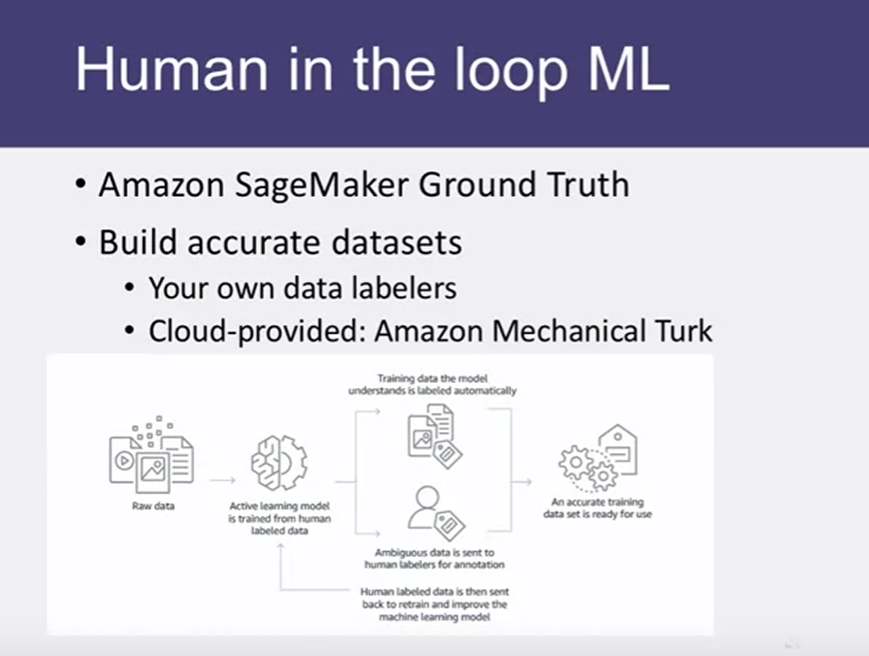 Human in the loop ML
• Amazon SageMaker Ground Truth
• Build accurate datasets
• Your own data labelers
• Cloud-provided: Amazon Mechanical Turk
Training data the model
understands is labeled automatically
Raw data
Active learning model
is trained from human
labeled data
An accurate training
data set is ready for use
Ambiguous data is sent to
human labelers for annotation
Human labeled data is then sent
back to retrain and improve the
machine learning model